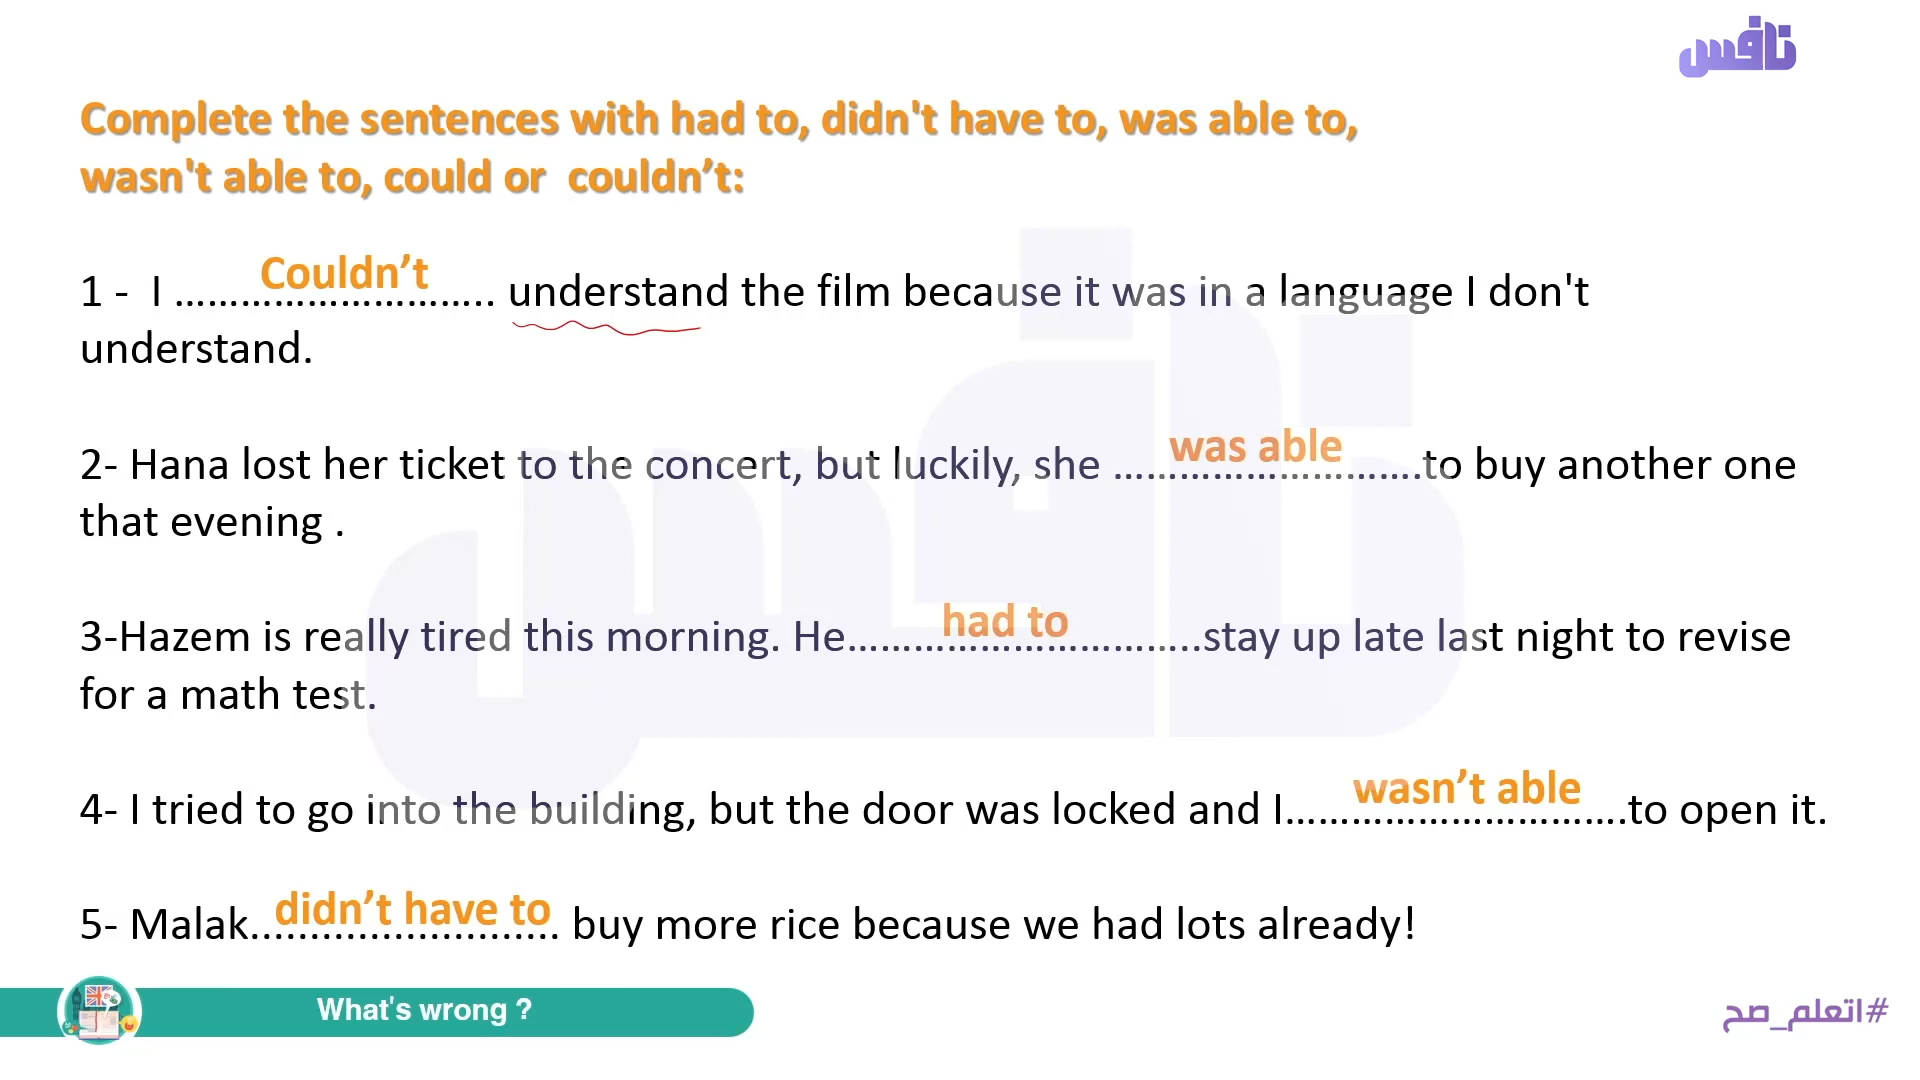 نافس
Complete the sentences with had to, didn't have to, was able to,
wasn't able to, could or couldn’t:
1 - I ………………………….. understand the film because it was in a language I don't
Couldn’t
understand.
2- Hana lost her ticket to the concert, but luckily, she ……………………….to buy another one
was able
that evening .
3-Hazem is really tired this morning. He…………………………..stay up late last night to revise
had to
for a math test.
4- I tried to go into the building, but the door was locked and I………………………….to open it.
wasn’t able
5- Malak.......................... buy more rice because we had lots already!
didn’t have to
What's wrong ?
#اتعلم_صح